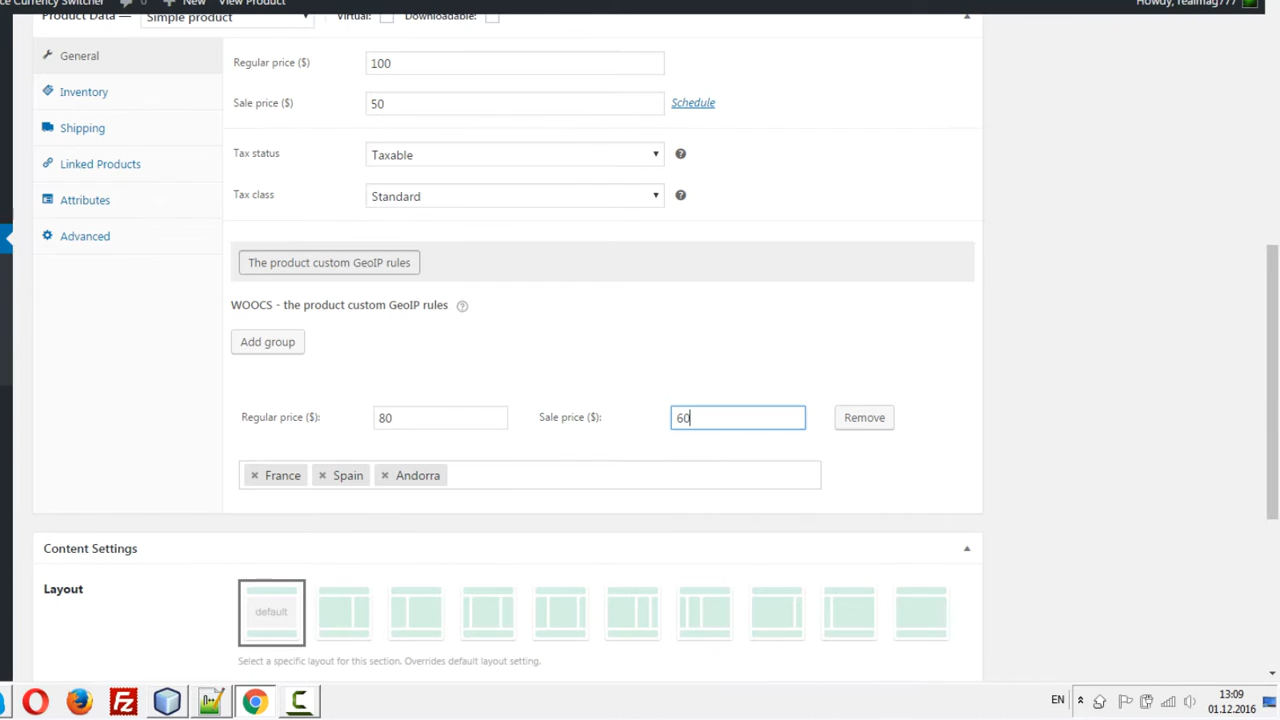 ce Currency Switcher 0 New View Product Howdy, realmag777
Product Data — Simple product Virtual: Downloadable:
General
Regular price ($) 100
Inventory
Sale price ($) 50 Schedule
Shipping
Tax status Taxable
Linked Products
Tax class Standard
Attributes
Advanced
The product custom GeoIP rules
WOOCS - the product custom GeoIP rules
Add group
Regular price ($): 80 Sale price ($): 60 Remove
× France × Spain × Andorra
Content Settings
Layout
default
Select a specific layout for this section. Overrides default layout setting.
EN 13:09
01.12.2016